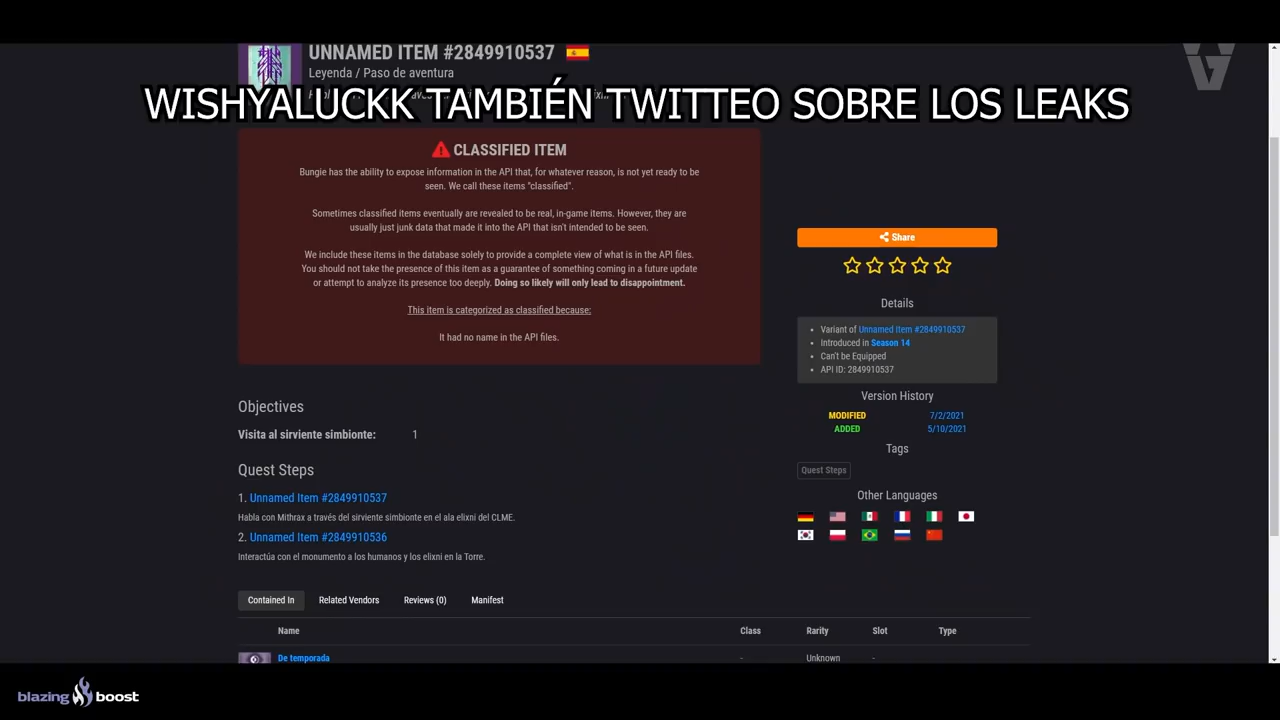 UNNAMED ITEM #2849910537
Leyenda / Paso de aventura
WISHYALUCKK TAMBIÉN TWITTEO SOBRE LOS LEAKS
CLASSIFIED ITEM
Bungie has the ability to expose information in the API that, for whatever reason, is not yet ready to be
seen. We call these items "classified".
Sometimes classified items eventually are revealed to be real, in-game items. However, they are
usually just junk data that made it into the API that isn't intended to be seen.
We include these items in the database solely to provide a complete view of what is in the API files.
You should not take the presence of this item as a guarantee of something coming in a future update
or attempt to analyze its presence too deeply. Doing so likely will only lead to disappointment.
This item is categorized as classified because:
It had no name in the API files.
Share
Details
Variant of Unnamed Item #2849910537
Introduced in Season 14
Can't be Equipped
API ID: 2849910537
Version History
MODIFIED 7/2/2021
ADDED 5/10/2021
Tags
Quest Steps
Other Languages
Objectives
Visita al sirviente simbionte: 1
Quest Steps
1. Unnamed Item #2849910537
Habla con Mithrax a través del sirviente simbionte en el ala elixni del CLME.
2. Unnamed Item #2849910536
Interactúa con el monumento a los humanos y los elixni en la Torre.
Contained In Related Vendors Reviews (0) Manifest
Name Class Rarity Slot Type
De temporada - Unknown -
blazing boost